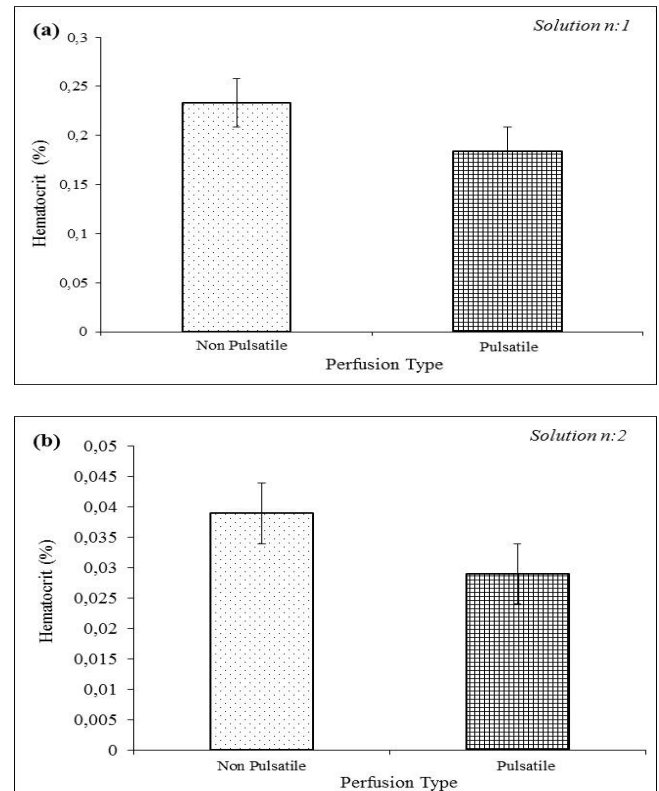 (a)
Solution n:1
0,3
0,25
0,2
0,15
0,1
0,05
0
Hematocrit (%)
Non Pulsatile
Pulsatile
Perfusion Type
(b)
Solution n:2
0,05
0,045
0,04
0,035
0,03
0,025
0,02
0,015
0,01
0,005
0
Hematocrit (%)
Non Pulsatile
Pulsatile
Perfusion Type